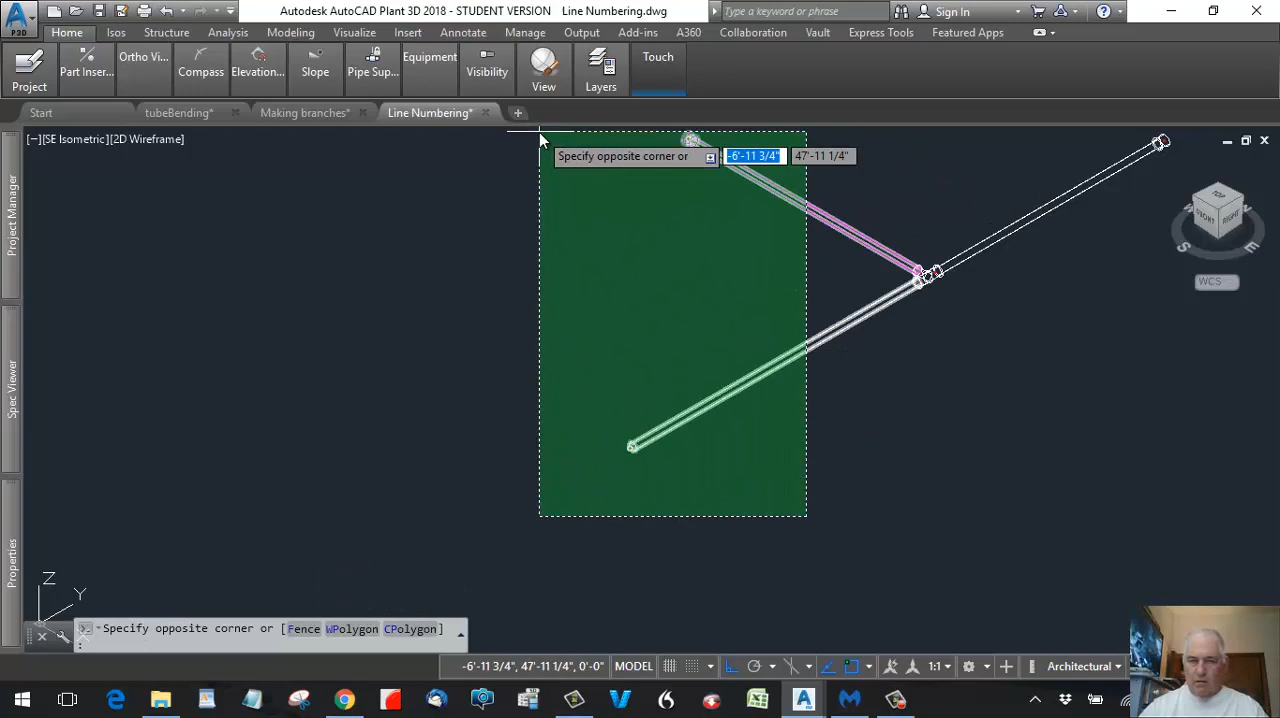 Autodesk AutoCAD Plant 3D 2018 - STUDENT VERSION Line Numbering.dwg
Type a keyword or phrase
Sign In
P3D
Home Isos Structure Analysis Modeling Visualize Insert Annotate Manage Output Add-ins A360 Collaboration Vault Express Tools Featured Apps
Project
Part Inser...
Ortho Vi...
Compass
Elevation...
Slope
Pipe Sup...
Equipment
Visibility
View
Layers
Touch
Start tubeBending* Making branches* Line Numbering*
[−][SE Isometric][2D Wireframe]
Specify opposite corner or -6'-11 3/4" 47'-11 1/4"
TOP
FRONT
RIGHT
W
N
S
E
WCS
Project Manager
Spec Viewer
Properties
Z
Y
Specify opposite corner or [Fence WPolygon CPolygon]
:
-6'-11 3/4", 47'-11 1/4", 0'-0" MODEL 1:1 Architectural